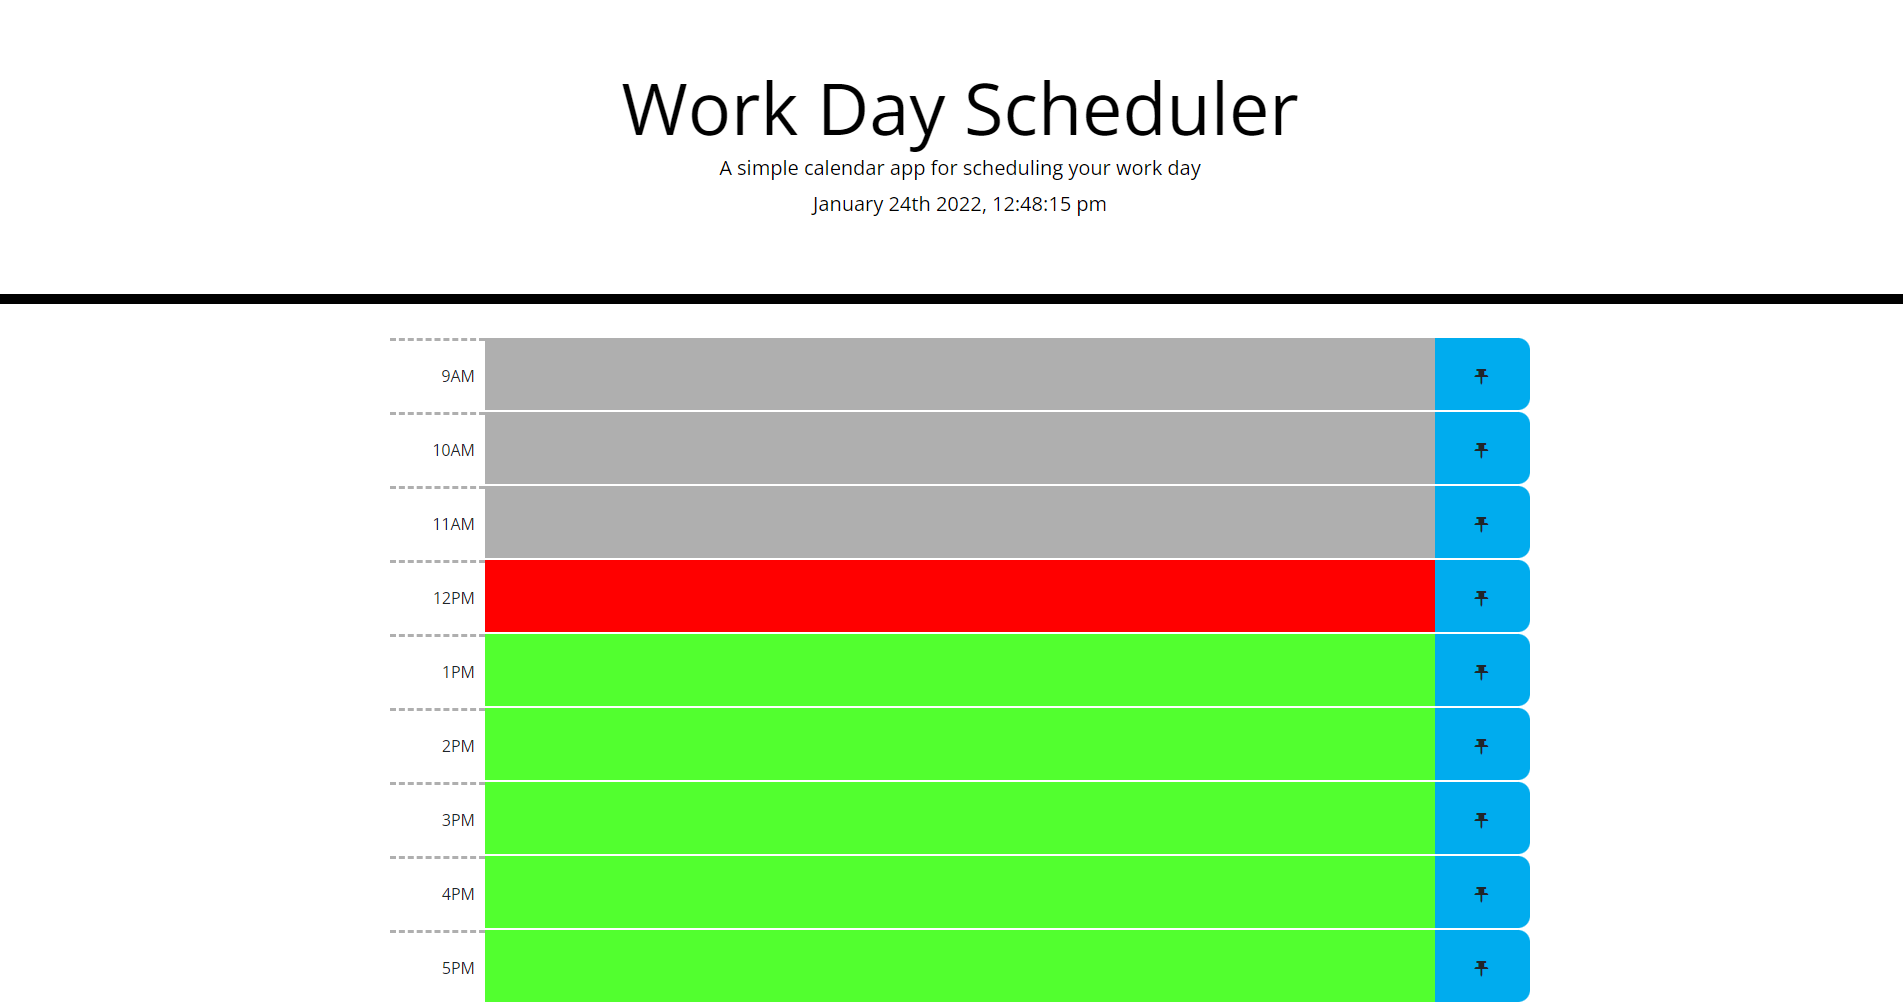 Work Day Scheduler
A simple calendar app for scheduling your work day
January 24th 2022, 12:48:15 pm
9AM
10AM
11AM
12PM
1PM
2PM
3PM
4PM
5PM